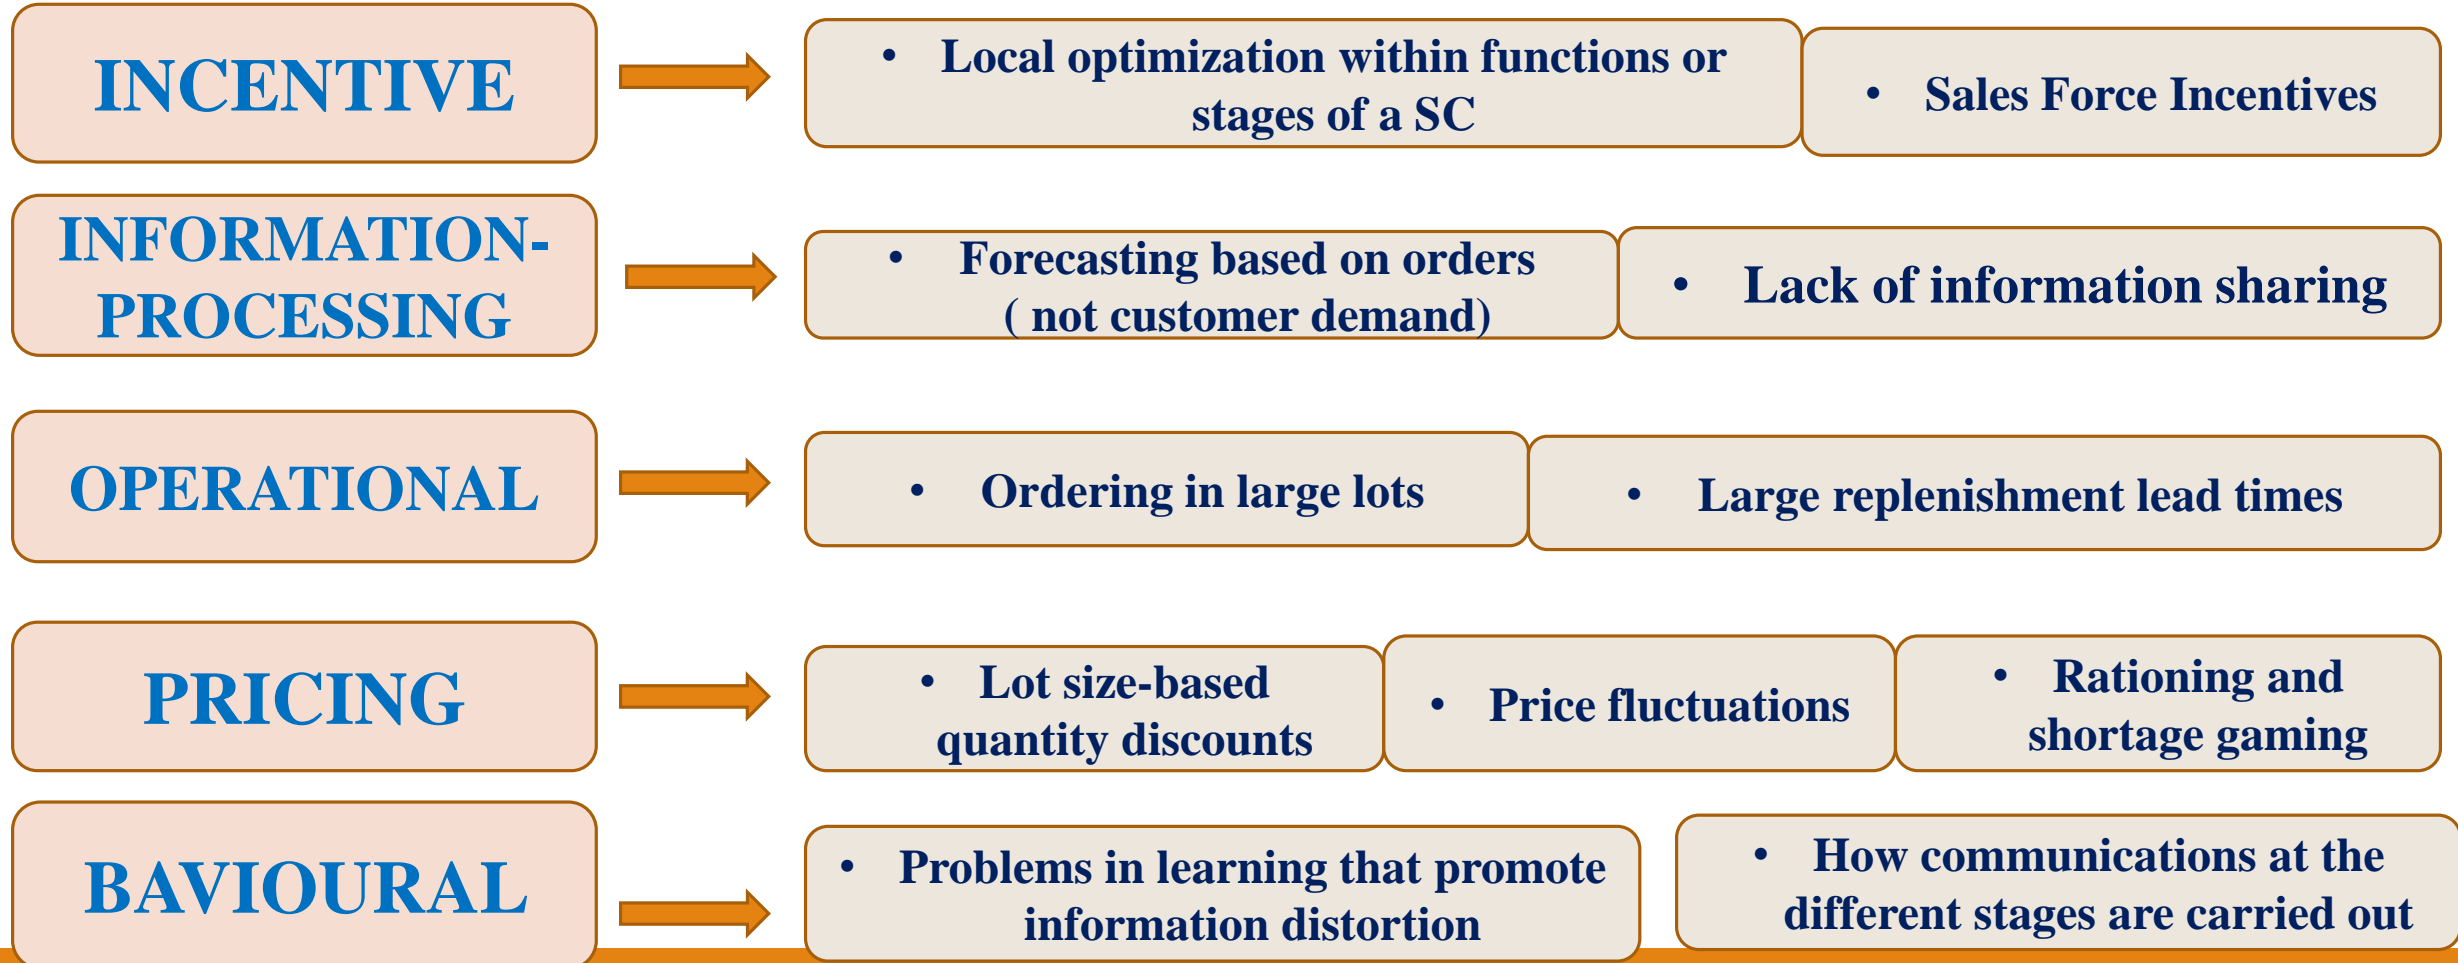 INCENTIVE
• Local optimization within functions or
stages of a SC
• Sales Force Incentives
INFORMATION-
PROCESSING
• Forecasting based on orders
( not customer demand)
• Lack of information sharing
OPERATIONAL
• Ordering in large lots
• Large replenishment lead times
PRICING
• Lot size-based
quantity discounts
• Price fluctuations
• Rationing and
shortage gaming
BAVIOURAL
• Problems in learning that promote
information distortion
• How communications at the
different stages are carried out